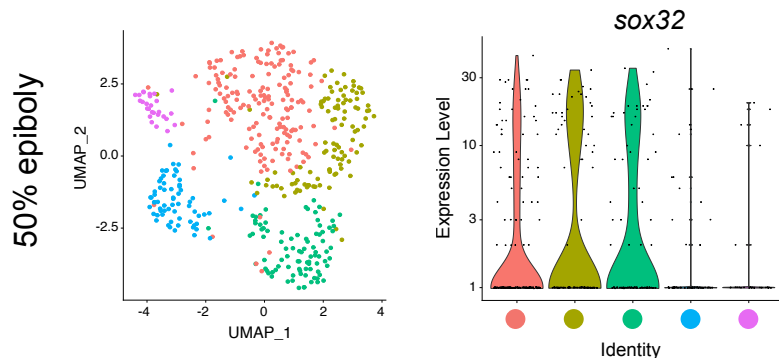 50% epiboly
UMAP_2
2.5
0.0
-2.5
-4
-2
0
2
4
UMAP_1
sox32
Expression Level
30
10
3
1
Identity